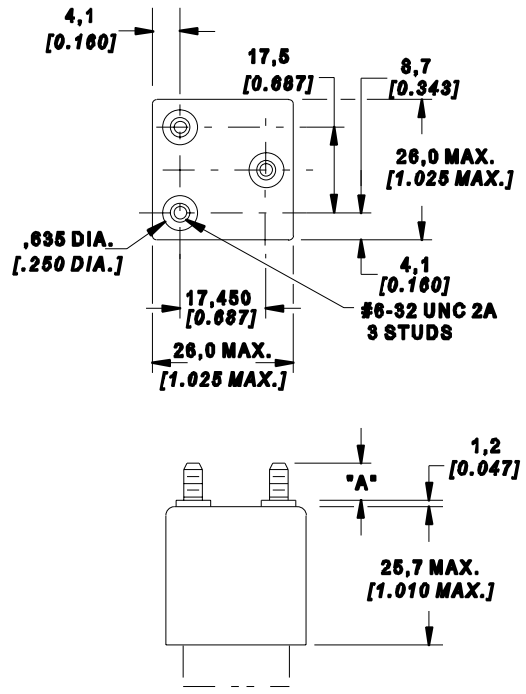 4,1
[0.160]
17,5
[0.687]
8,7
[0.343]
26,0 MAX.
[1.025 MAX.]
,635 DIA.
[.250 DIA.]
4,1
[0.160]
17,450
[0.687]
#6-32 UNC 2A
3 STUDS
26,0 MAX.
[1.025 MAX.]
1,2
[0.047]
"A"
25,7 MAX.
[1.010 MAX.]